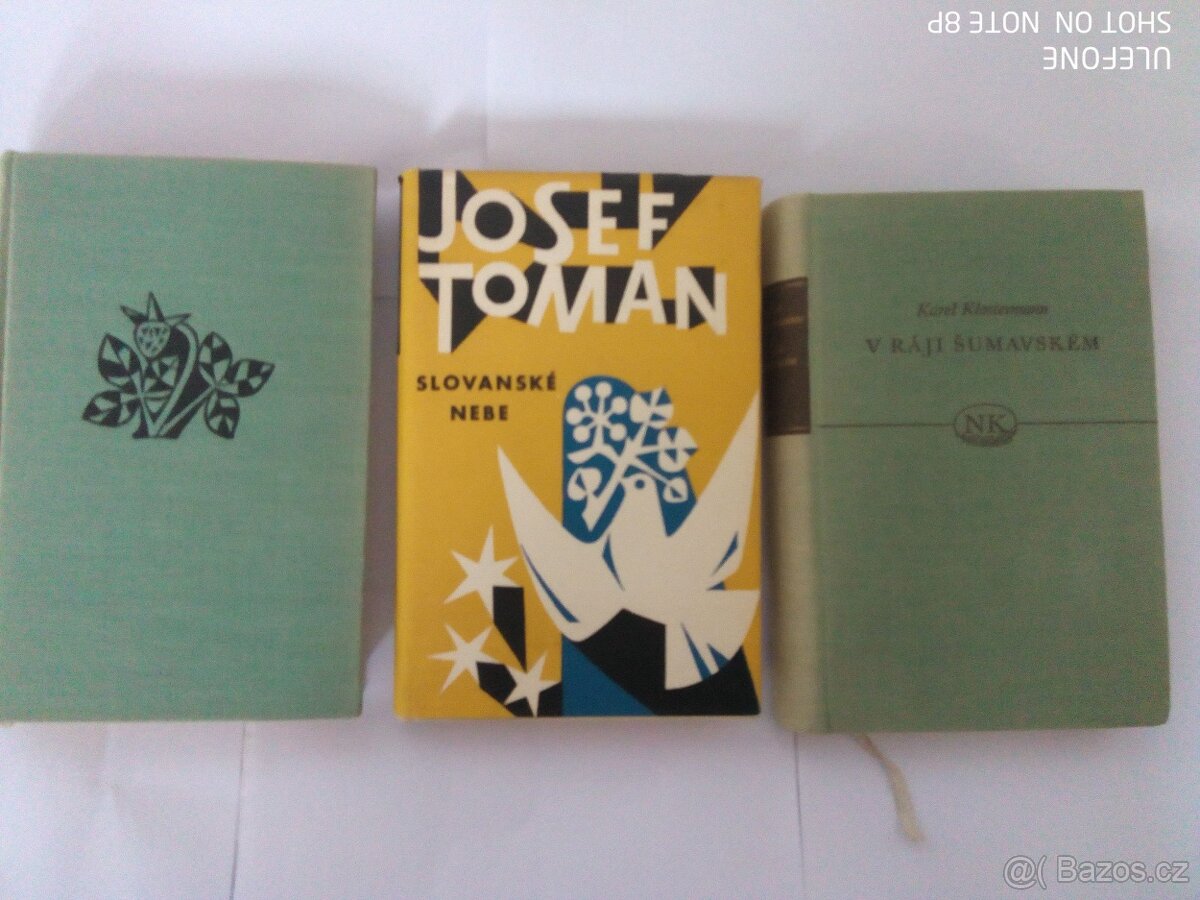 ULEFONE
SHOT ON NOTE 8P
JOSEF
TOMAN
SLOVANSKÉ
NEBE
Karel Klostermann
V RÁJI ŠUMAVSKÉM
NK
@( Bazos.cz